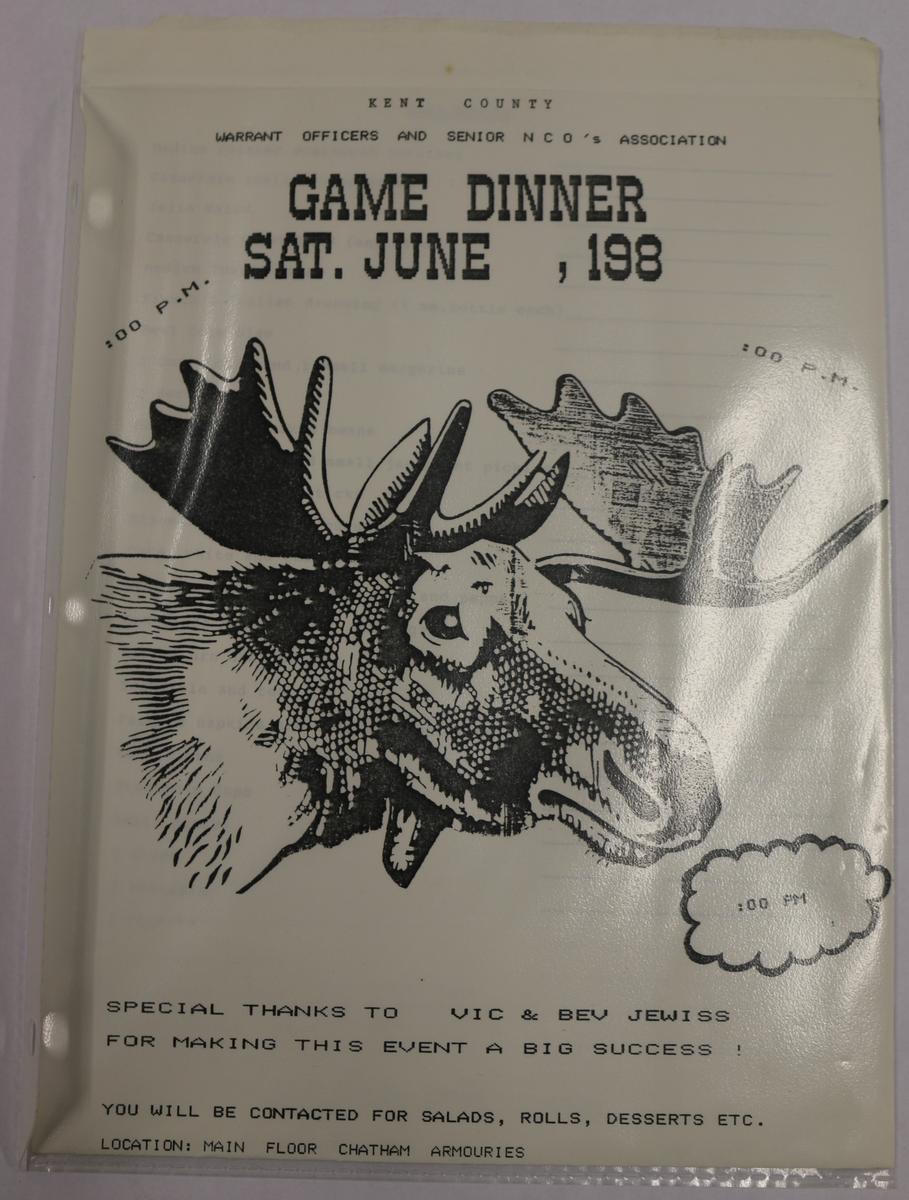 KENT COUNTY
WARRANT OFFICERS AND SENIOR N C O 's ASSOCIATION
GAME DINNER
SAT. JUNE , 198
:00 P.M.
:00 P.M.
:00 PM
SPECIAL THANKS TO VIC & BEV JEWISS
FOR MAKING THIS EVENT A BIG SUCCESS !
YOU WILL BE CONTACTED FOR SALADS, ROLLS, DESSERTS ETC.
LOCATION: MAIN FLOOR CHATHAM ARMOURIES